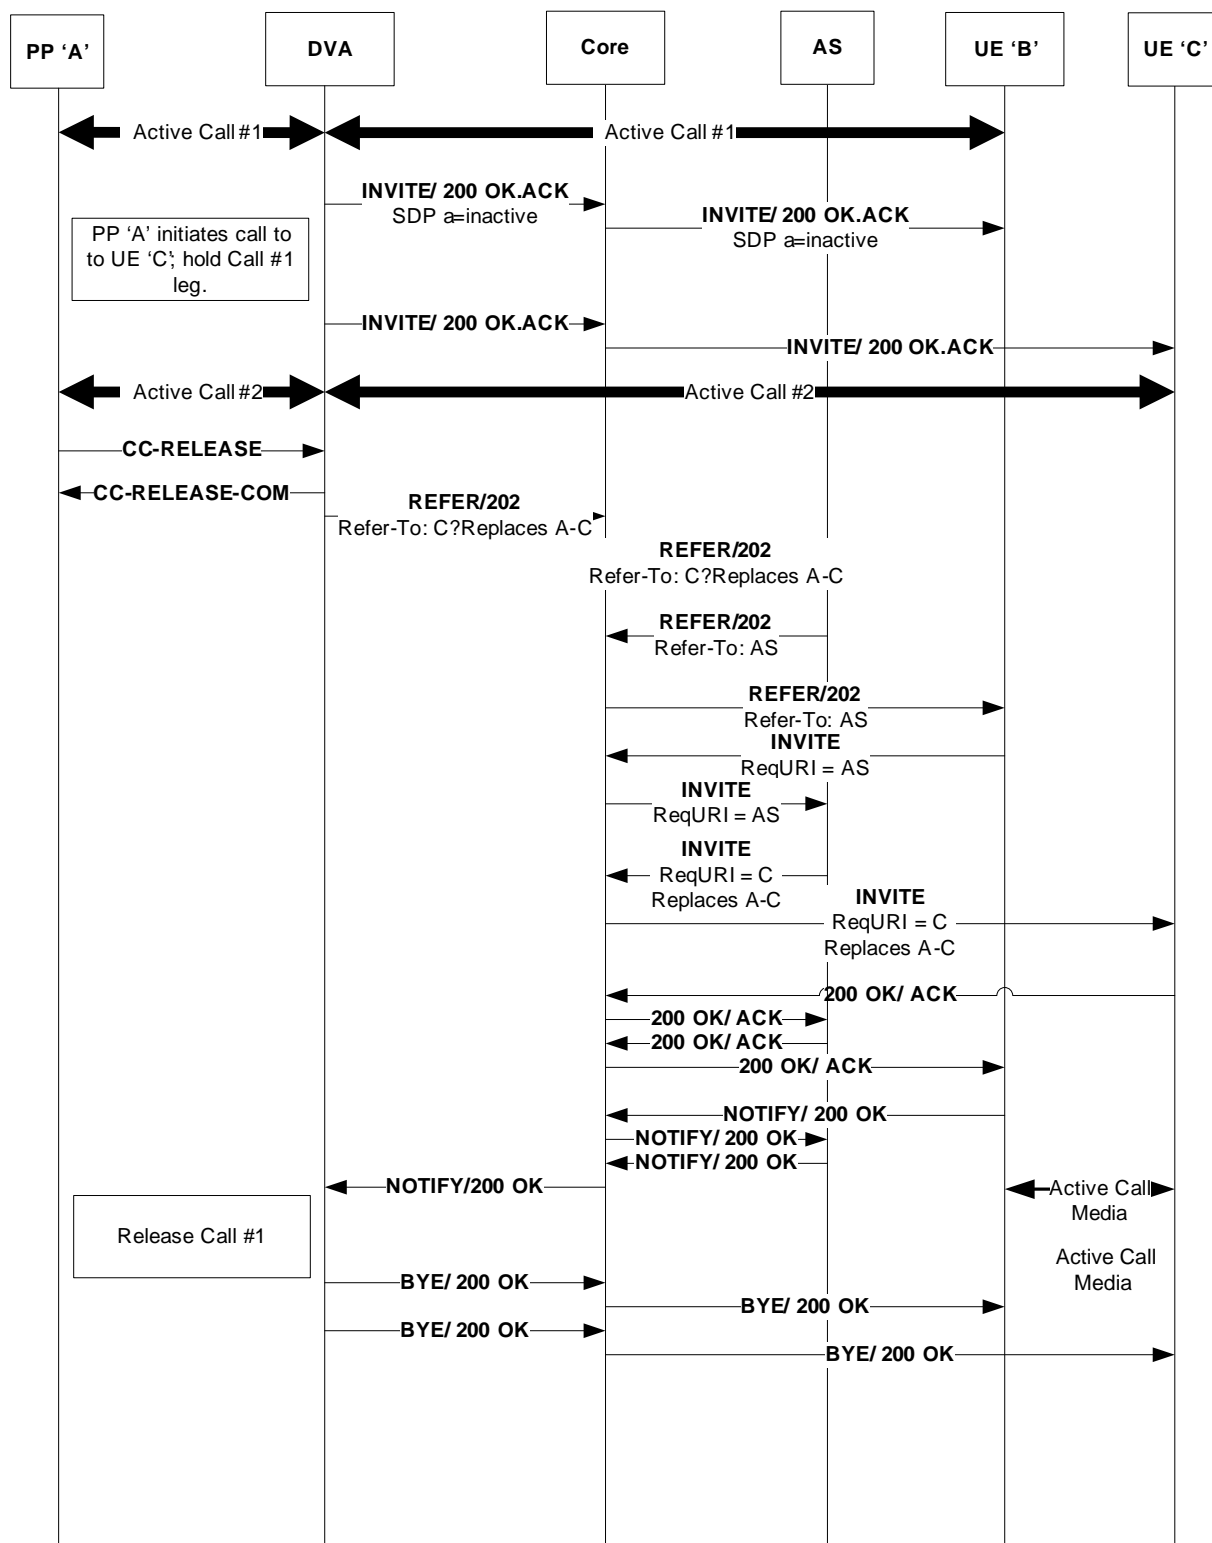 PP ‘A’
DVA
Core
AS
UE ‘B’
UE ‘C’
Active Call #1
Active Call #1
INVITE/ 200 OK.ACK
SDP a=inactive
INVITE/ 200 OK.ACK
SDP a=inactive
PP ‘A’ initiates call to
to UE ‘C’; hold Call #1
leg.
INVITE/ 200 OK.ACK
INVITE/ 200 OK.ACK
Active Call #2
Active Call #2
CC-RELEASE
CC-RELEASE-COM
REFER/202
Refer-To: C?Replaces A-C
REFER/202
Refer-To: C?Replaces A-C
REFER/202
Refer-To: AS
REFER/202
Refer-To: AS
INVITE
ReqURI = AS
INVITE
ReqURI = AS
INVITE
ReqURI = C
Replaces A-C
INVITE
ReqURI = C
Replaces A-C
200 OK/ ACK
200 OK/ ACK
200 OK/ ACK
200 OK/ ACK
NOTIFY/ 200 OK
NOTIFY/ 200 OK
NOTIFY/ 200 OK
NOTIFY/200 OK
Active Call
Media
Release Call #1
Active Call
Media
BYE/ 200 OK
BYE/ 200 OK
BYE/ 200 OK
BYE/ 200 OK